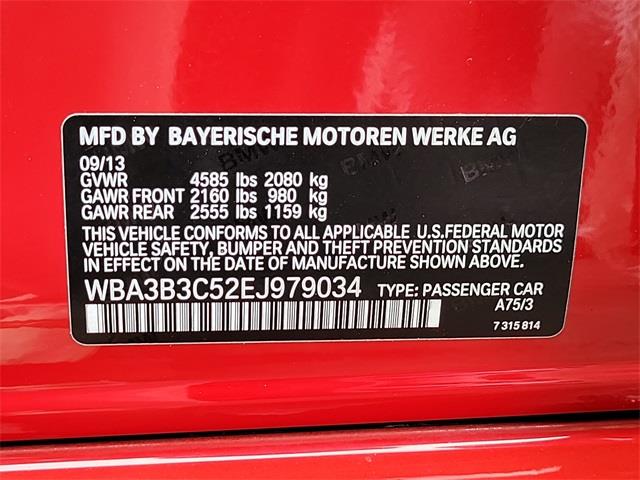 MFD BY BAYERISCHE MOTOREN WERKE AG
09/13
GVWR 4585 lbs 2080 kg
GAWR FRONT 2160 lbs 980 kg
GAWR REAR 2555 lbs 1159 kg
THIS VEHICLE CONFORMS TO ALL APPLICABLE U.S.FEDERAL MOTOR
VEHICLE SAFETY, BUMPER AND THEFT PREVENTION STANDARDS
IN EFFECT ON THE DATE OF MANUFACTURE SHOWN ABOVE.
WBA3B3C52EJ979034 TYPE: PASSENGER CAR
A75/3
7 315 814